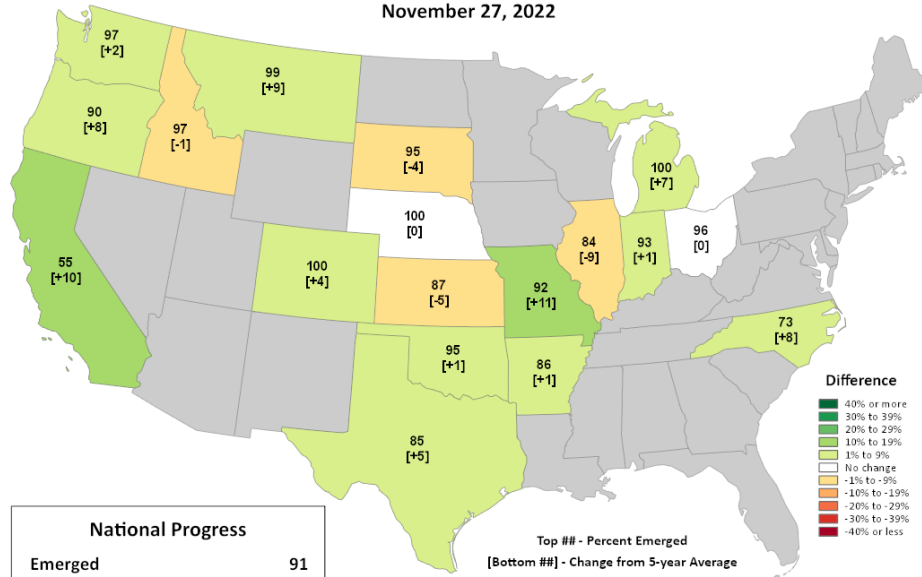 November 27, 2022
97
[+2]
99
[+9]
90
[+8]
97
[-1]
95
[-4]
100
[+7]
100
[0]
84
[-9]
93
[+1]
96
[0]
55
[+10]
100
[+4]
87
[-5]
92
[+11]
73
[+8]
95
[+1]
86
[+1]
85
[+5]
Difference
40% or more
30% to 39%
20% to 29%
10% to 19%
1% to 9%
No change
-1% to -9%
-10% to -19%
-20% to -29%
-30% to -39%
-40% or less
National Progress
Emerged 91
Top ## - Percent Emerged
[Bottom ##] - Change from 5-year Average